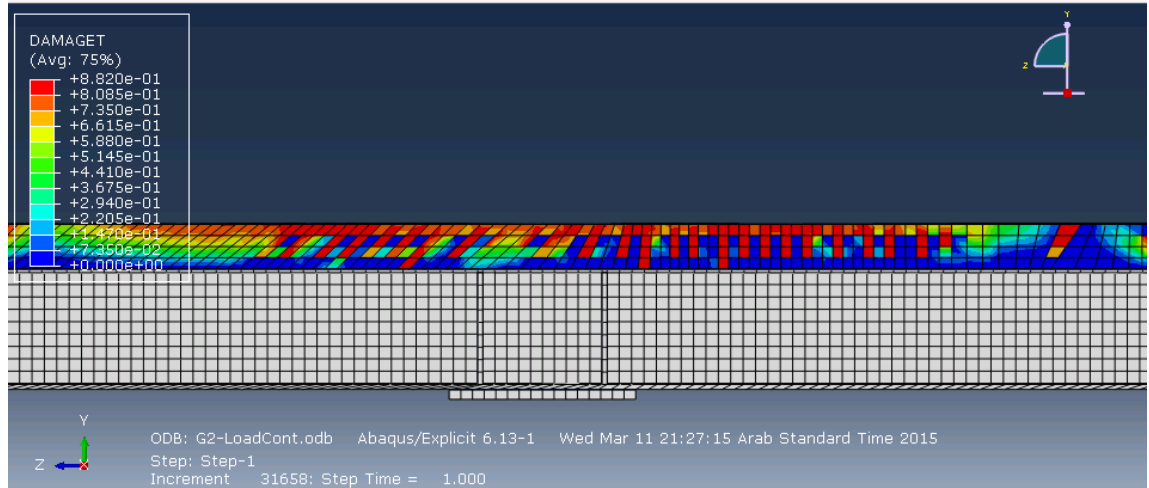 DAMAGET
(Avg: 75%)
+8.820e-01
+8.085e-01
+7.350e-01
+6.615e-01
+5.880e-01
+5.145e-01
+4.410e-01
+3.675e-01
+2.940e-01
+2.205e-01
+1.470e-01
+7.350e-02
+0.000e+00
Y
Z
Y
Z
ODB: G2-LoadCont.odb Abaqus/Explicit 6.13-1 Wed Mar 11 21:27:15 Arab Standard Time 2015
Step: Step-1
Increment 31658: Step Time = 1.000